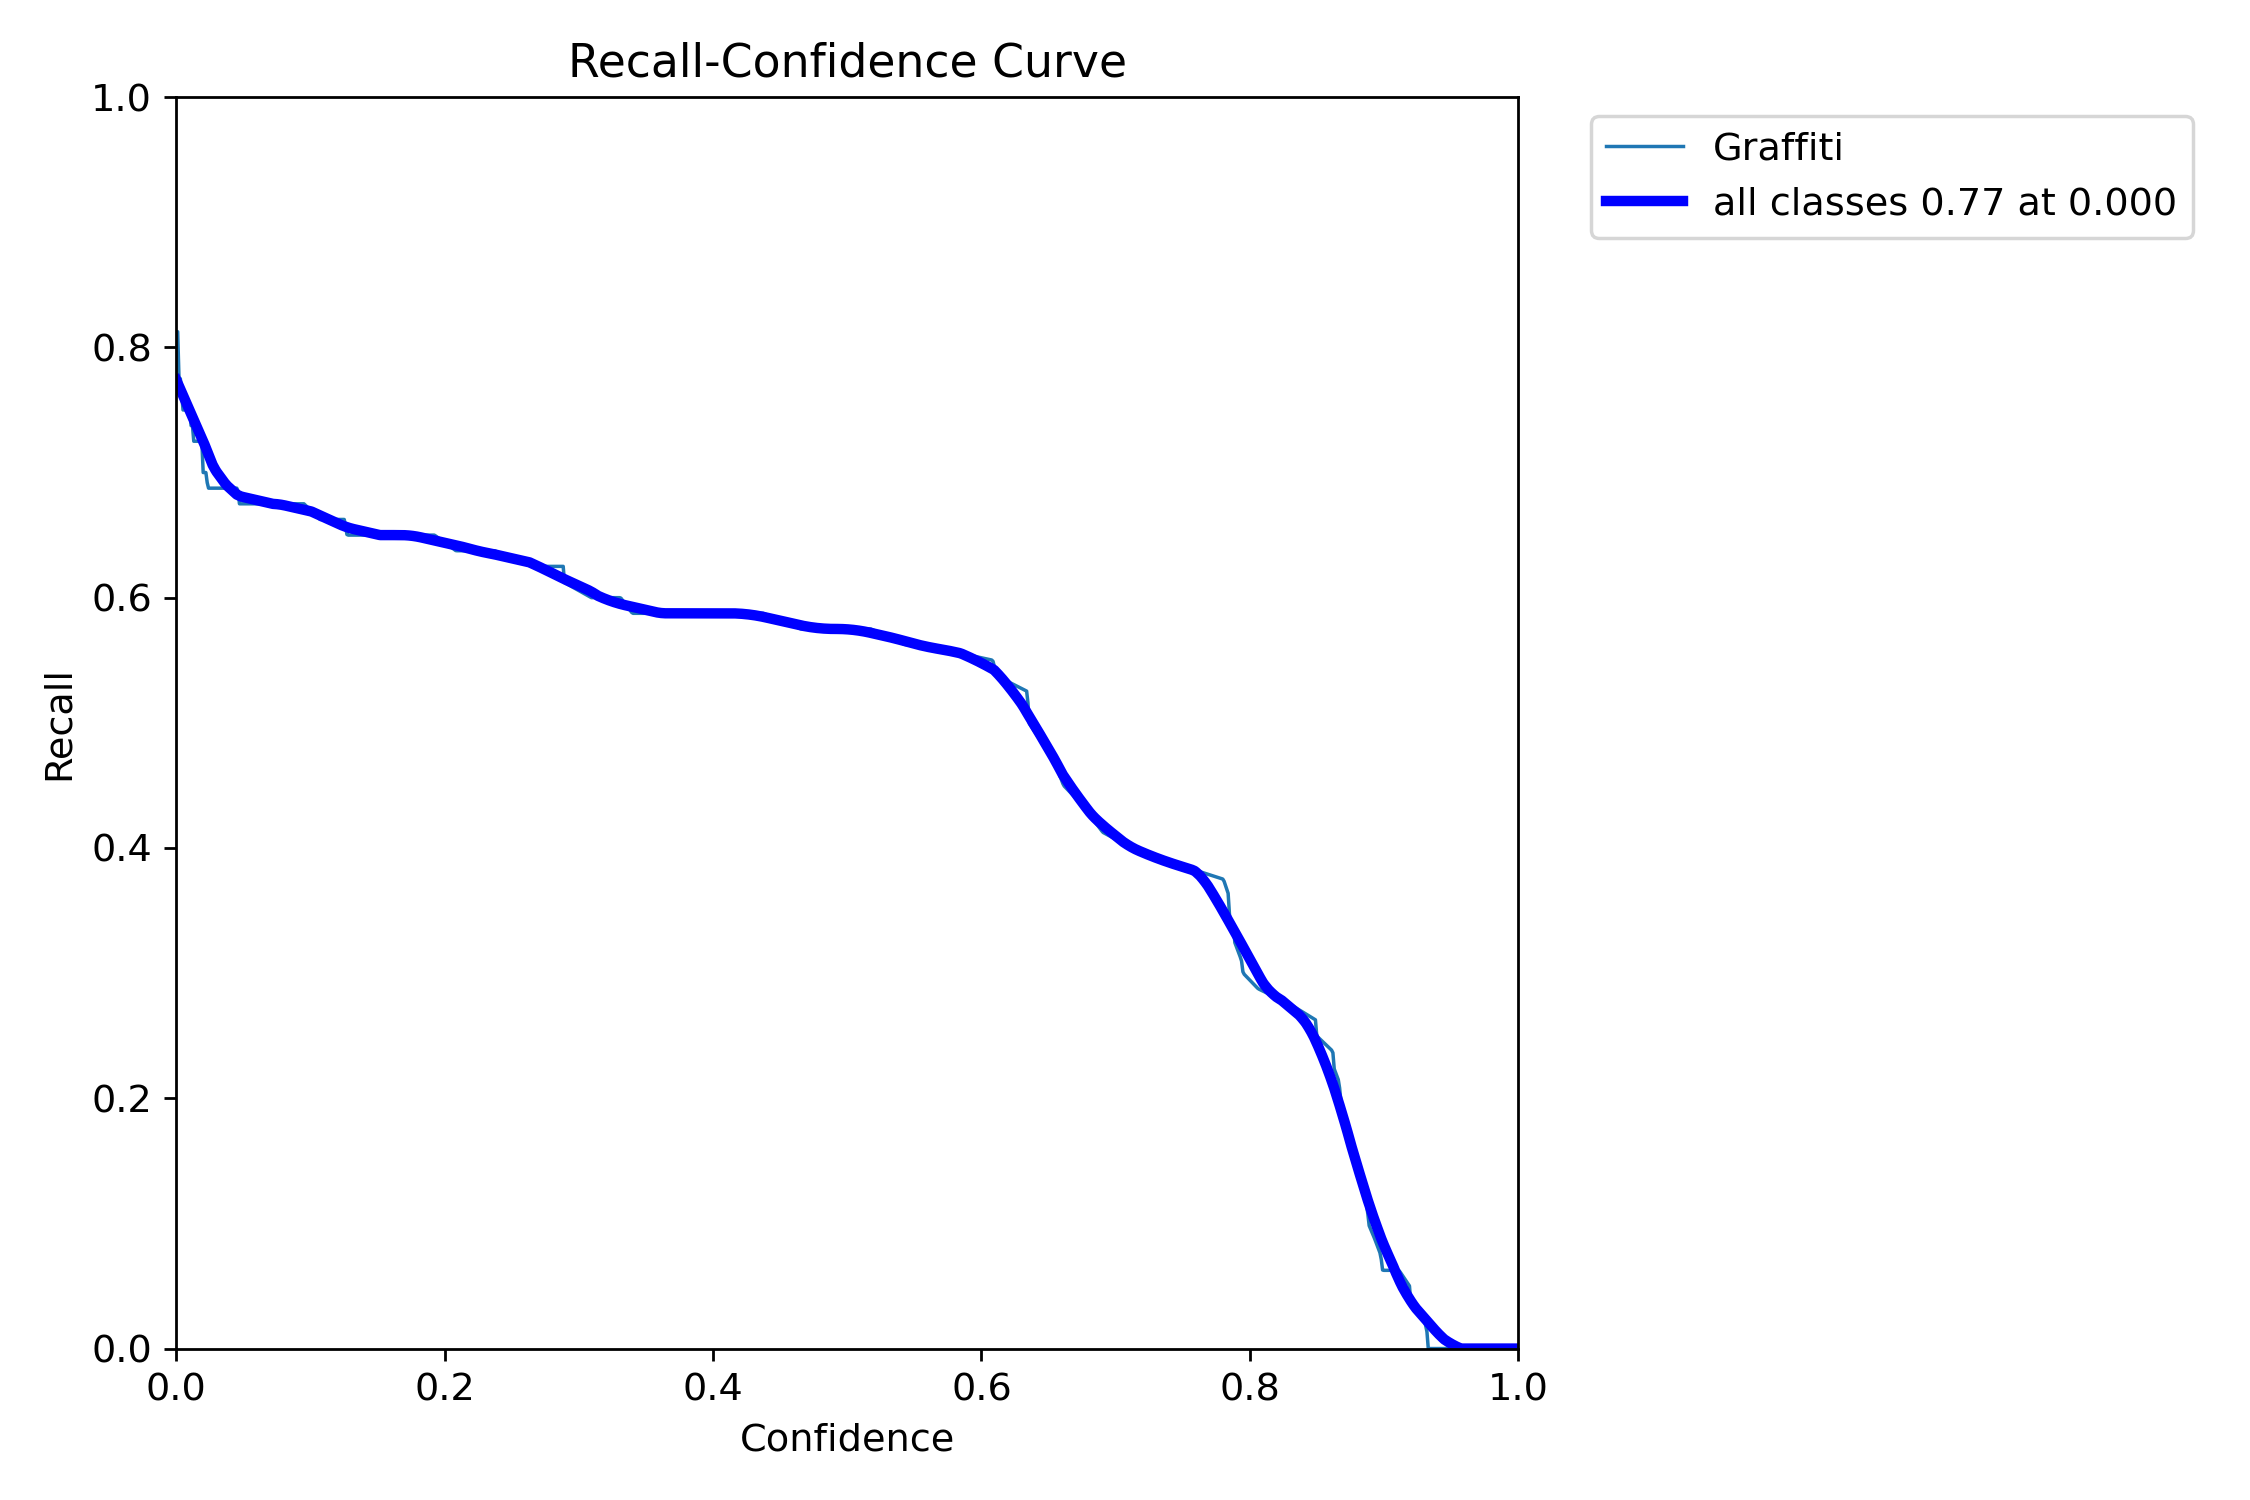 Recall-Confidence Curve
1.0
0.8
0.6
0.4
0.2
0.0
Recall
0.0 0.2 0.4 0.6 0.8 1.0
Confidence
Graffiti
all classes 0.77 at 0.000